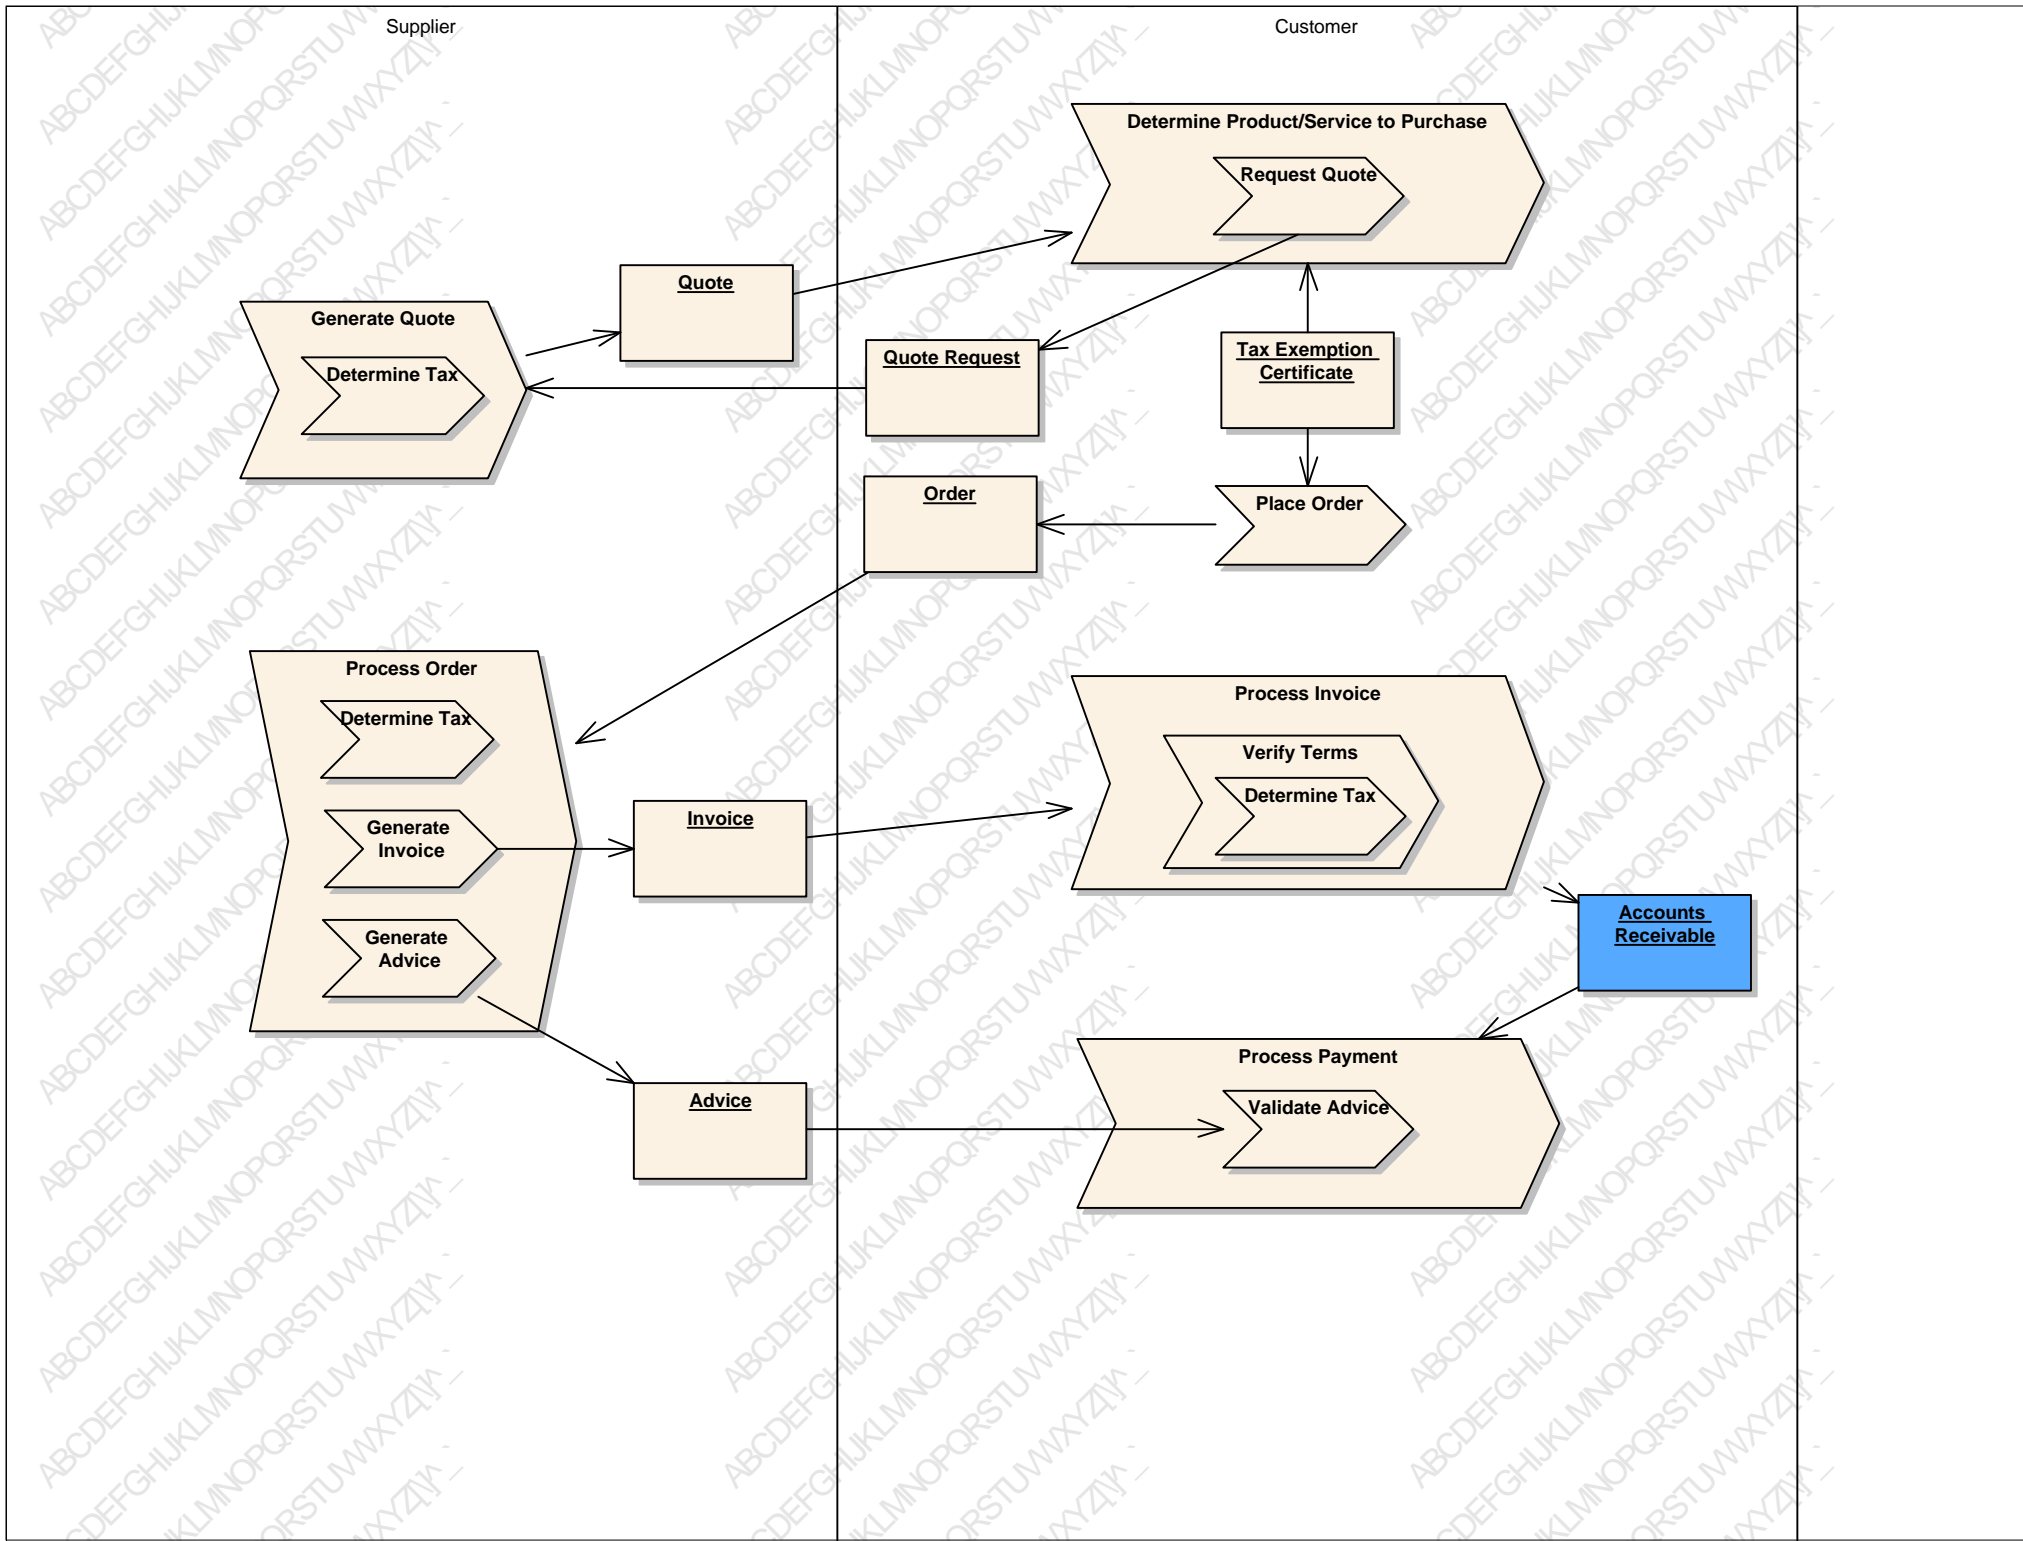 Supplier
Customer
Determine Product/Service to Purchase
Request Quote
Quote
Generate Quote
Determine Tax
Quote Request
Tax Exemption
Certificate
Order
Place Order
Process Order
Determine Tax
Generate
Invoice
Generate
Advice
Invoice
Process Invoice
Verify Terms
Determine Tax
Accounts
Receivable
Advice
Process Payment
Validate Advice